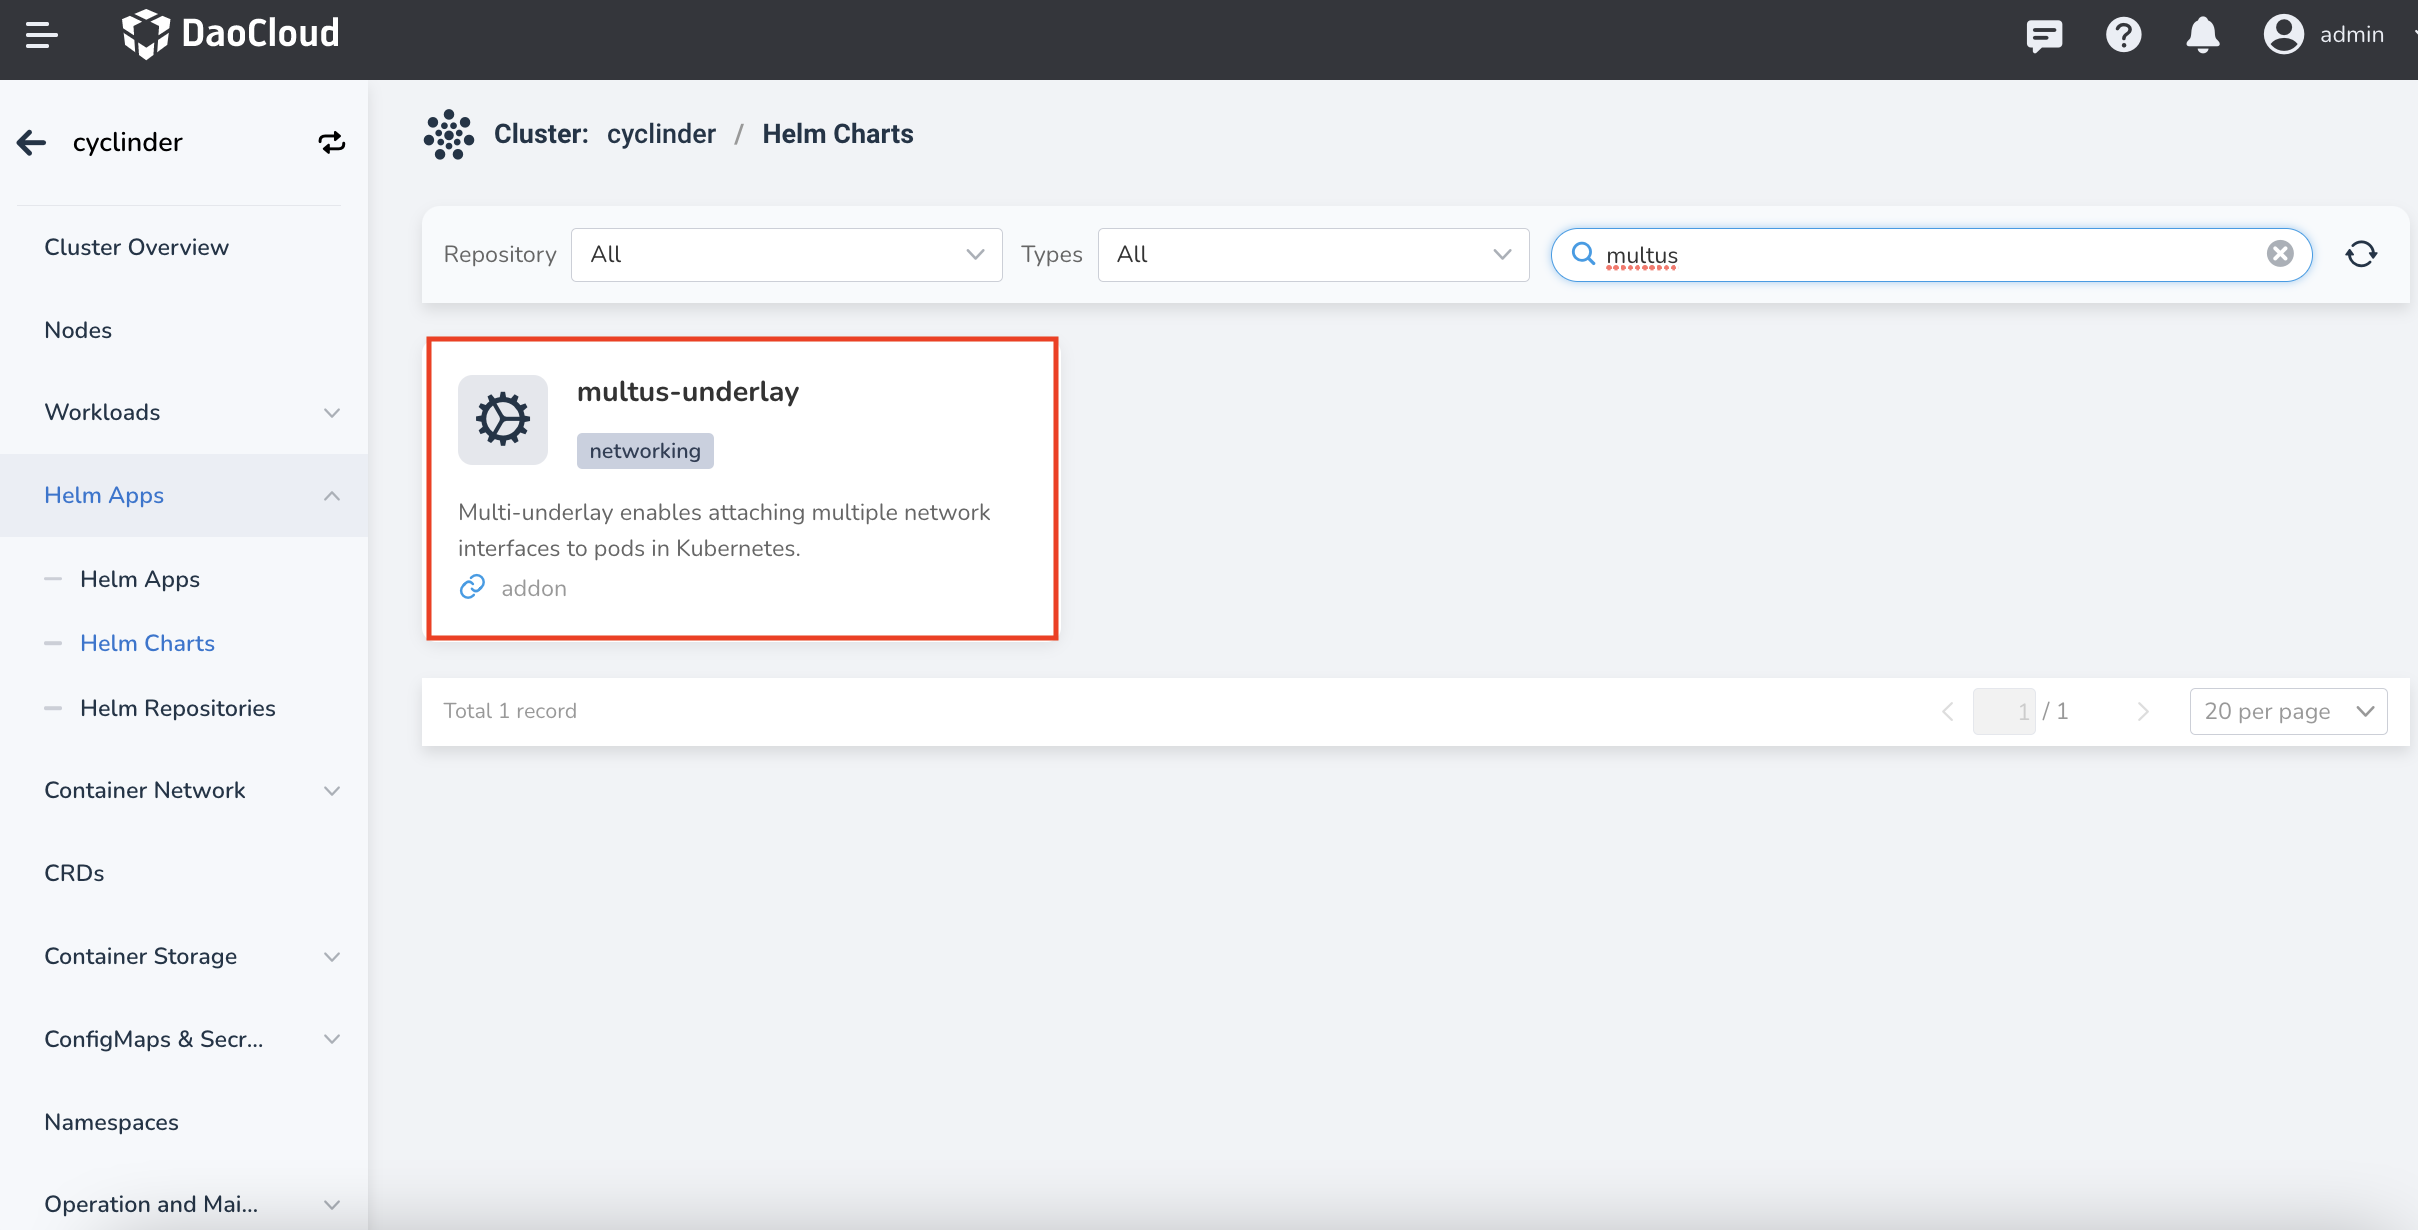 DaoCloud
admin
cyclinder
Cluster Overview
Nodes
Workloads
Helm Apps
Helm Apps
Helm Charts
Helm Repositories
Container Network
CRDs
Container Storage
ConfigMaps & Secr...
Namespaces
Operation and Mai...
Cluster: cyclinder / Helm Charts
Repository All Types All multus
multus-underlay
networking
Multi-underlay enables attaching multiple network
interfaces to pods in Kubernetes.
addon
Total 1 record
1 / 1
20 per page